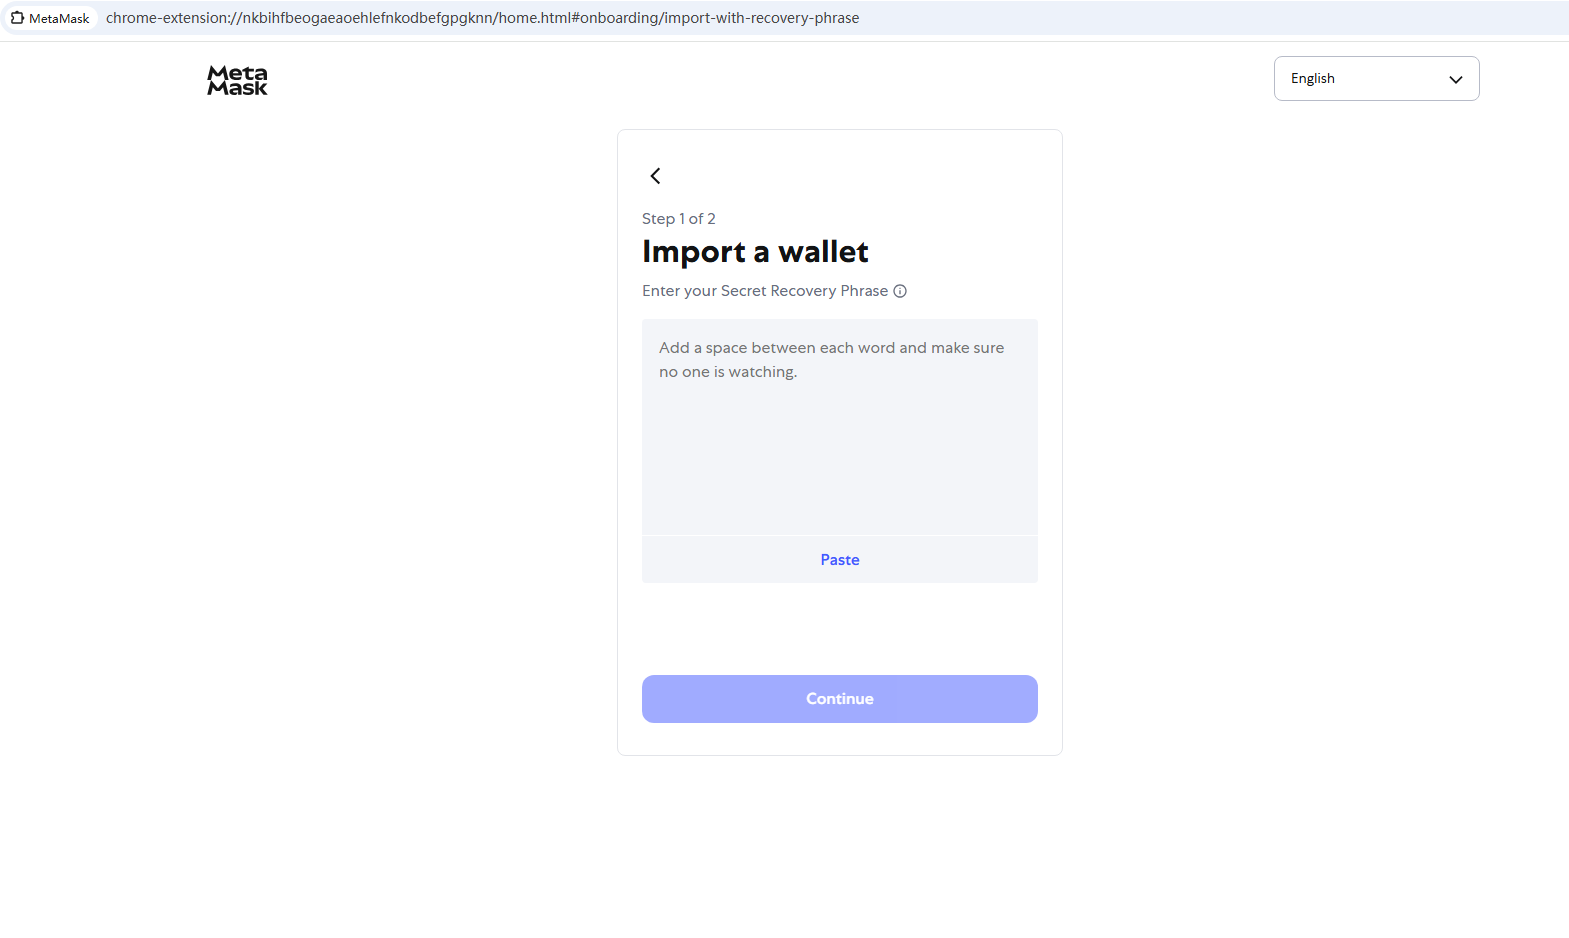 MetaMask chrome-extension://nkbihfbeogaeaoehlefnkodbefgpgknn/home.html#onboarding/import-with-recovery-phrase
Meta
Mask
English
Step 1 of 2
Import a wallet
Enter your Secret Recovery Phrase
Add a space between each word and make sure
no one is watching.
Paste
Continue